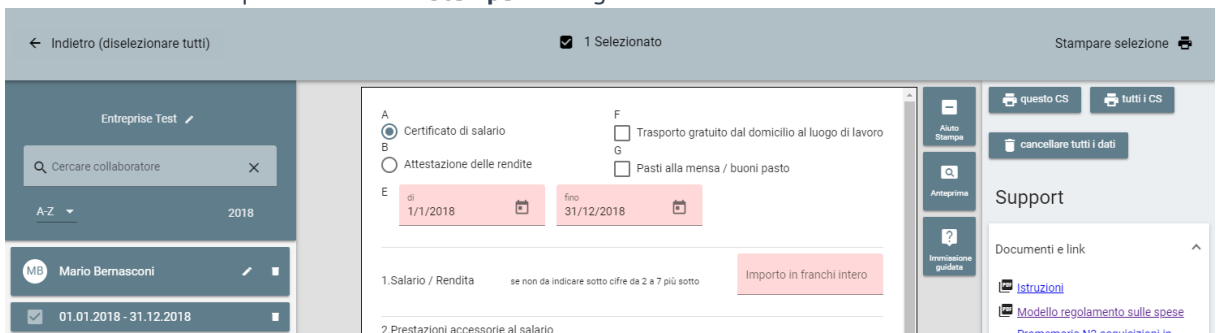 ← Indietro (diselezionare tutti)
1 Selezionato
Stampare selezione
Entreprise Test
Cercare collaboratore
A-Z
2018
MB Mario Bernasconi
01.01.2018 - 31.12.2018
A
Certificato di salario
B
Attestazione delle rendite
F
Trasporto gratuito dal domicilio al luogo di lavoro
G
Pasti alla mensa / buoni pasto
E
di
1/1/2018
fino
31/12/2018
1.Salario / Rendita
se non da indicare sotto cifre da 2 a 7 più sotto
Importo in franchi intero
2.Prestazioni accessorie al salario
Aiuto
Stampa
Anteprima
Immissione
guidata
questo CS
tutti i CS
cancellare tutti i dati
Support
Documenti e link
PDF Istruzioni
PDF Modello regolamento sulle spese